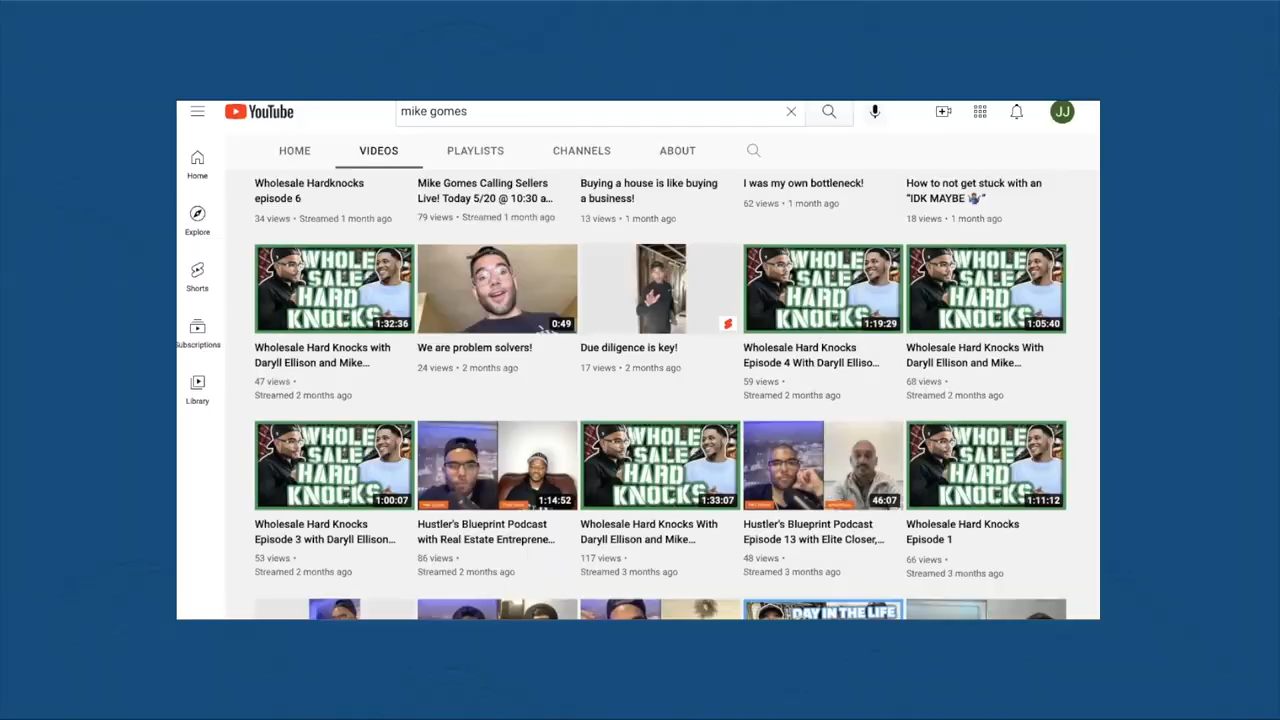 YouTube
mike gomes
JJ
HOME
VIDEOS
PLAYLISTS
CHANNELS
ABOUT
Home
Explore
Shorts
Subscriptions
Library
Wholesale Hardknocks
episode 6
34 views • Streamed 1 month ago
Mike Gomes Calling Sellers
Live! Today 5/20 @ 10:30 a...
79 views • Streamed 1 month ago
Buying a house is like buying
a business!
13 views • 1 month ago
I was my own bottleneck!
62 views • 1 month ago
How to not get stuck with an
“IDK MAYBE 🤷‍♂️”
18 views • 1 month ago
WHOLE
SALE
HARD
KNOCKS
1:32:36
Wholesale Hard Knocks with
Daryll Ellison and Mike...
47 views •
Streamed 2 months ago
0:49
We are problem solvers!
24 views • 2 months ago
Due diligence is key!
17 views • 2 months ago
WHOLE
SALE
HARD
KNOCKS
1:19:29
Wholesale Hard Knocks
Episode 4 With Daryll Elliso...
59 views •
Streamed 2 months ago
WHOLE
SALE
HARD
KNOCKS
1:05:40
Wholesale Hard Knocks With
Daryll Ellison and Mike...
68 views •
Streamed 2 months ago
WHOLE
SALE
HARD
KNOCKS
1:00:07
Wholesale Hard Knocks
Episode 3 with Daryll Ellison...
53 views •
Streamed 2 months ago
1:14:52
Hustler's Blueprint Podcast
with Real Estate Entreprene...
86 views •
Streamed 2 months ago
WHOLE
SALE
HARD
KNOCKS
1:33:07
Wholesale Hard Knocks With
Daryll Ellison and Mike...
117 views •
Streamed 3 months ago
46:07
Hustler's Blueprint Podcast
Episode 13 with Elite Closer,...
48 views •
Streamed 3 months ago
WHOLE
SALE
HARD
KNOCKS
1:11:12
Wholesale Hard Knocks
Episode 1
66 views •
Streamed 3 months ago
DAY IN THE LIFE